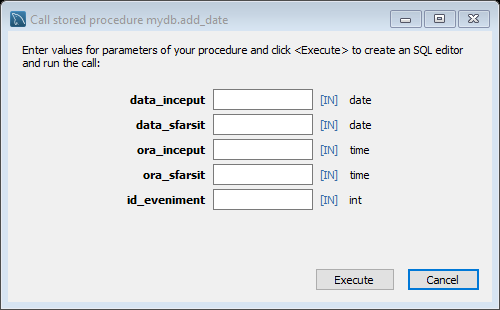 Call stored procedure mydb.add_date
Enter values for parameters of your procedure and click <Execute> to create an SQL editor
and run the call:
data_inceput [IN] date
data_sfarsit [IN] date
ora_inceput [IN] time
ora_sfarsit [IN] time
id_eveniment [IN] int
Execute Cancel